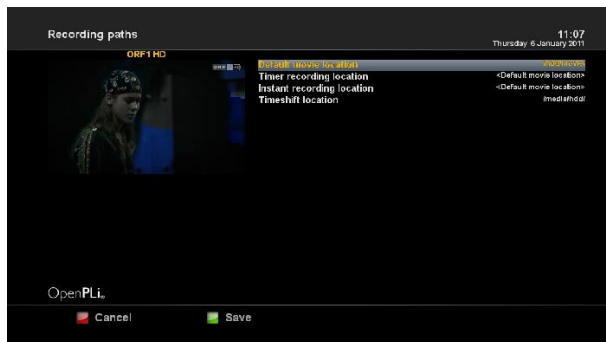 Recording paths
11:07
Thursday 6 January 2011
ORF1 HD
Default movie location
Timer recording location <Default movie location>
Instant recording location <Default movie location>
Timeshift location /media/hdd/
OpenPLi®
Cancel Save